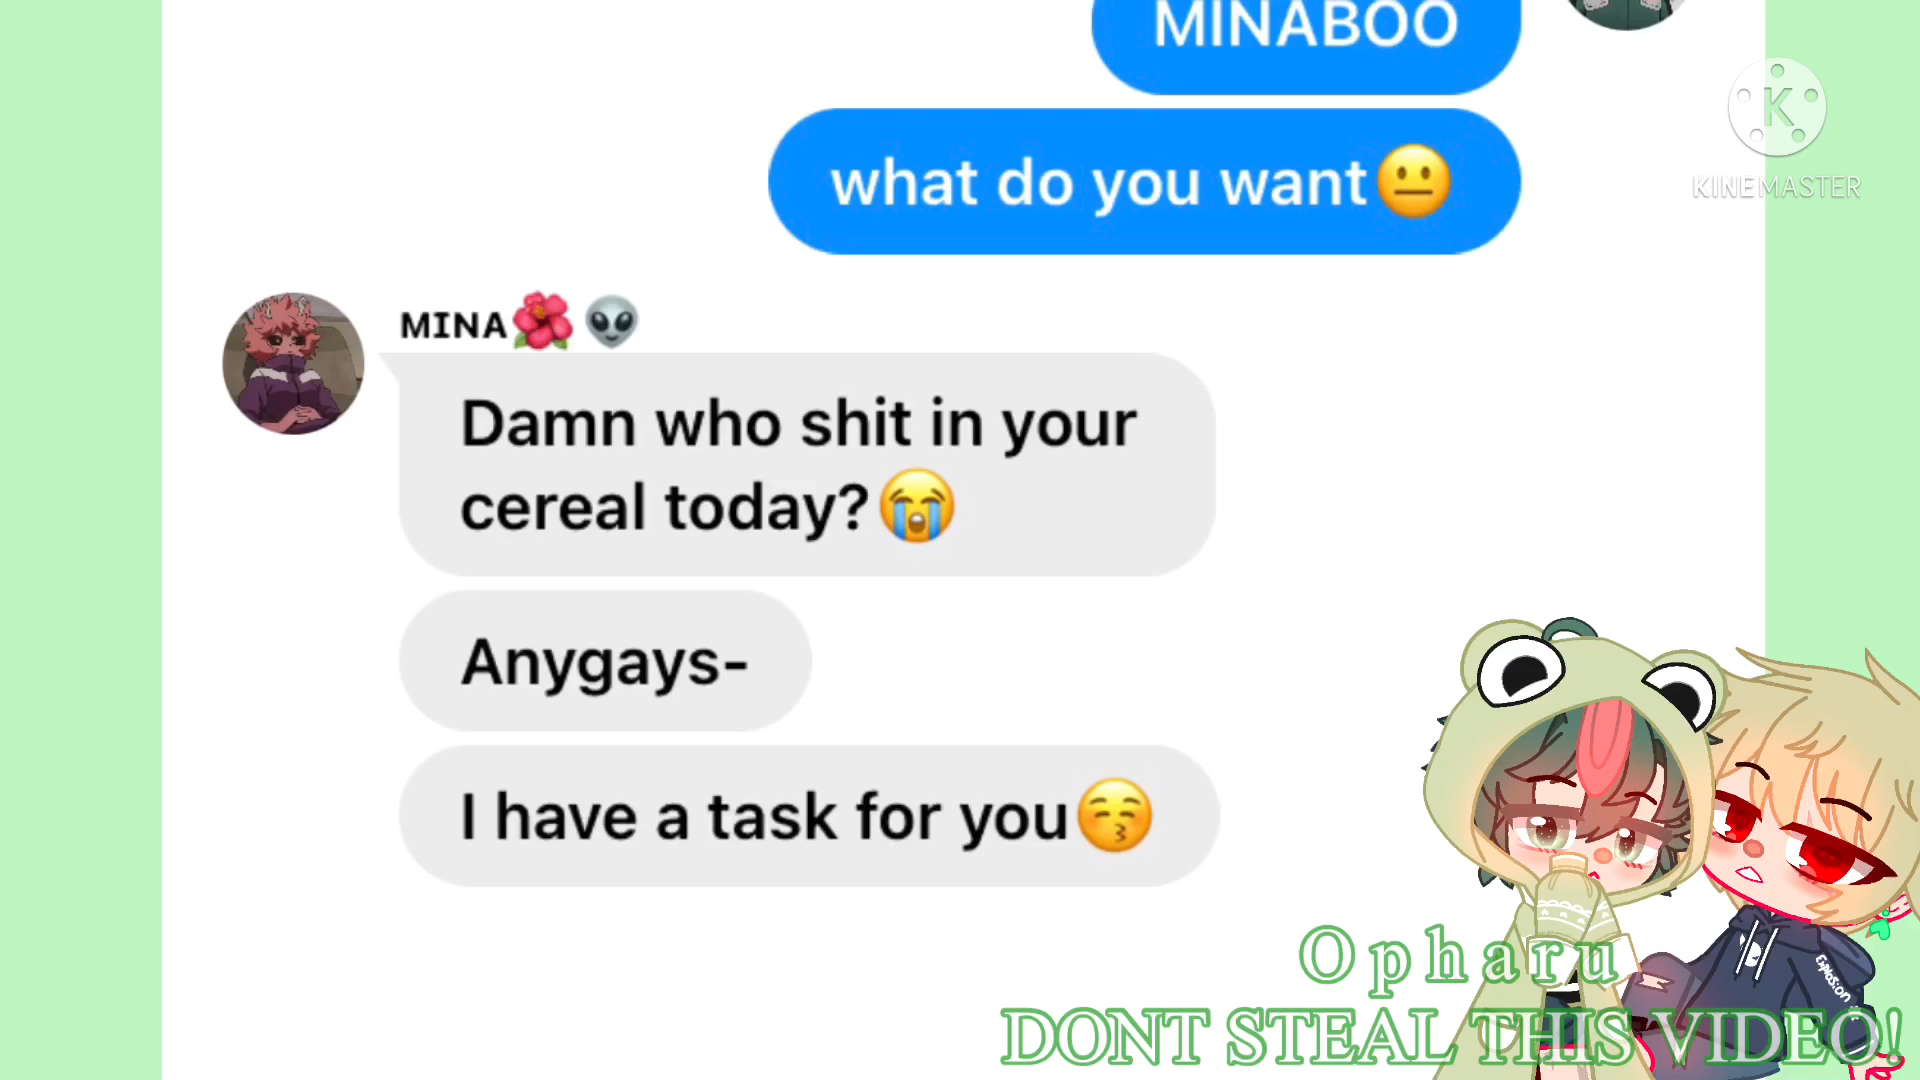 MINABOO
what do you want😐
KINEMASTER
MINA🌺👽
Damn who shit in your
cereal today?😭
Anygays-
I have a task for you😚
Explosion
Opharu
DONT STEAL THIS VIDEO!